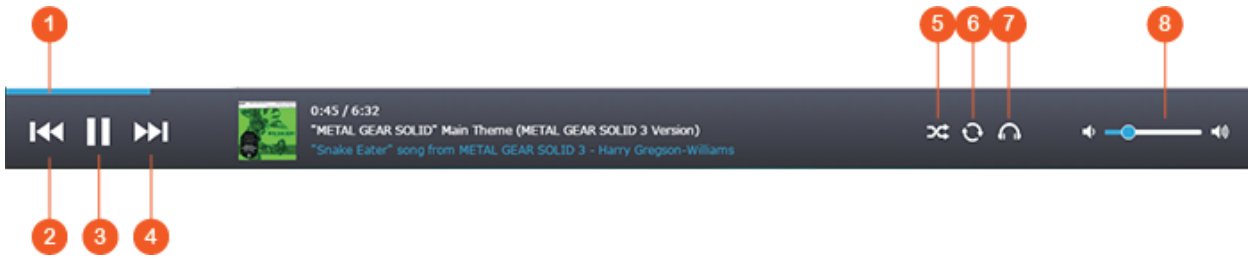 1
5
6
7
8
0:45 / 6:32
"METAL GEAR SOLID" Main Theme (METAL GEAR SOLID 3 Version)
"Snake Eater" song from METAL GEAR SOLID 3 - Harry Gregson-Williams
2
3
4